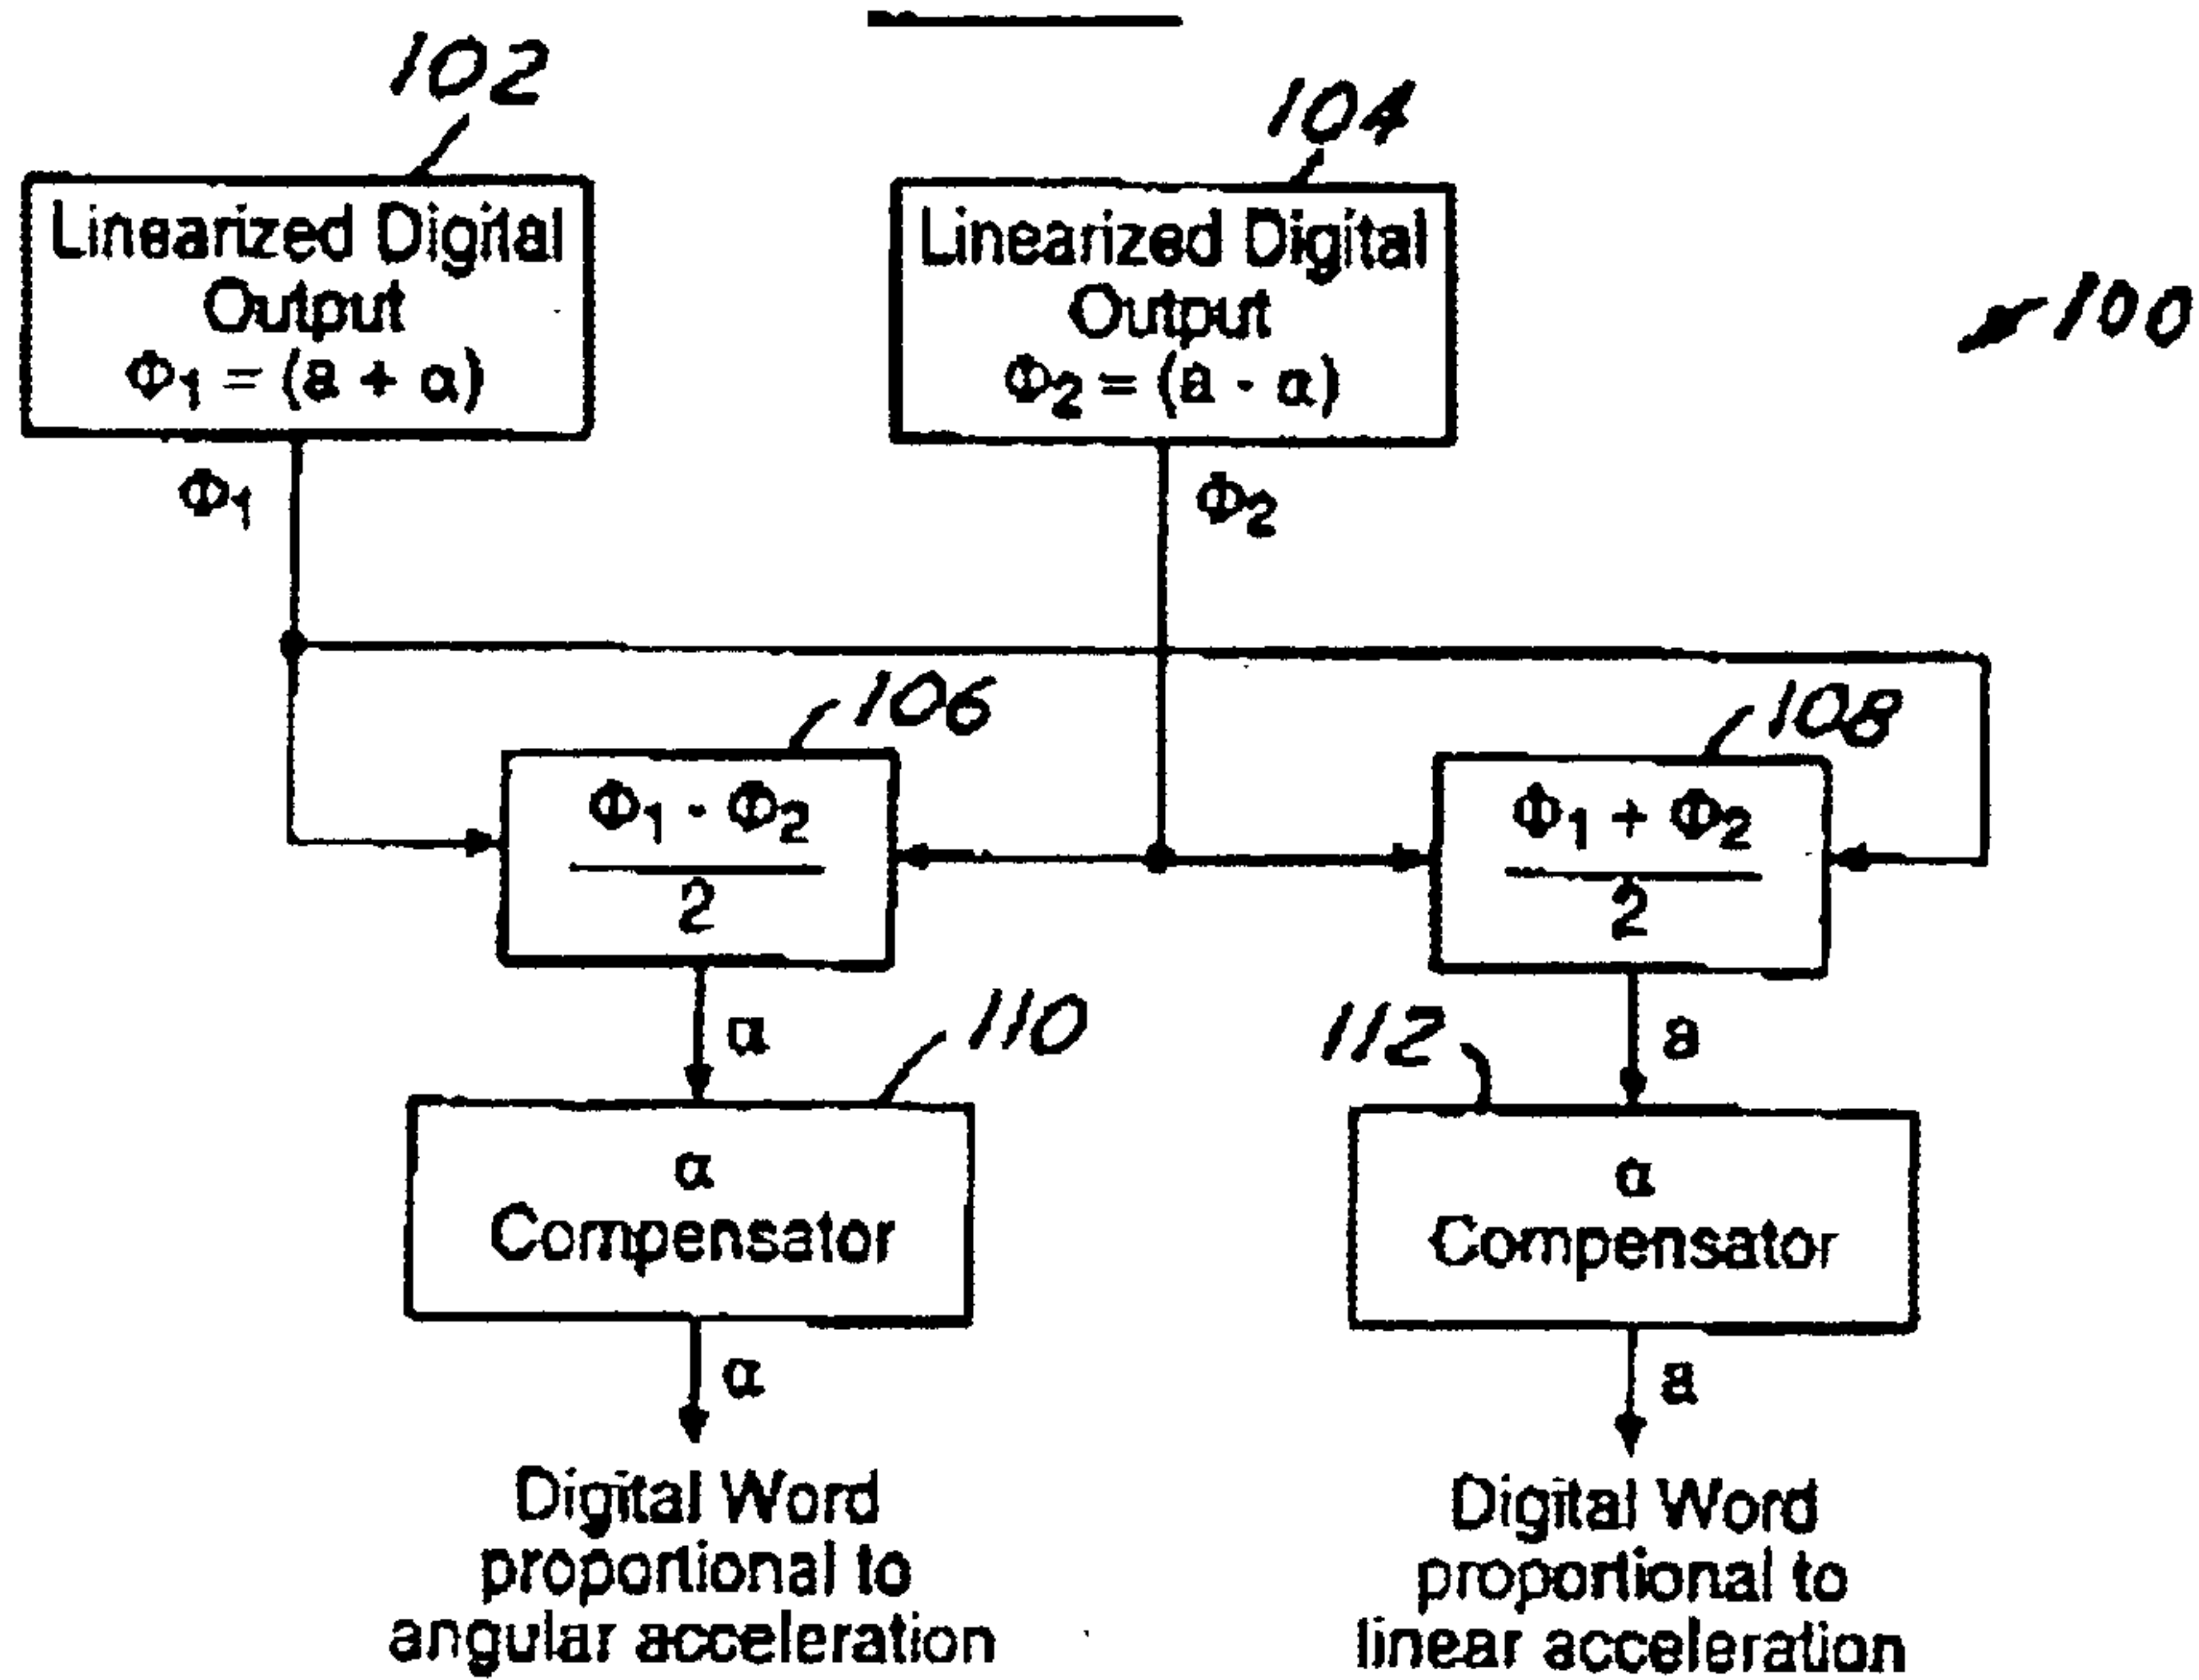 102
104
Linearized Digital
Output
Φ1 = (a + α)
Linearized Digital
Output
Φ2 = (a - α)
100
Φ1
Φ2
106
108
Φ1 - Φ2
2
Φ1 + Φ2
2
α
110
112
a
α
Compensator
α
Compensator
α
a
Digital Word
proportional to
angular acceleration
Digital Word
proportional to
linear acceleration